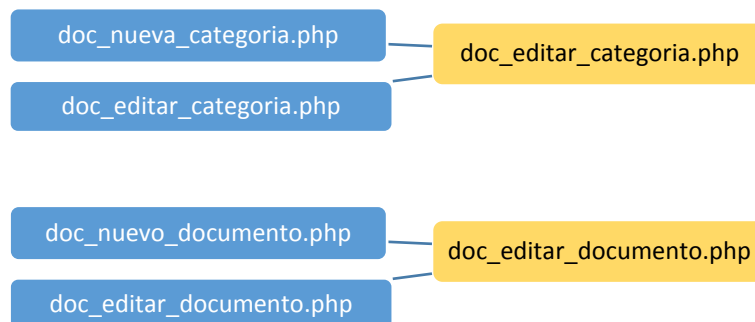 doc_nueva_categoria.php
doc_editar_categoria.php
doc_editar_categoria.php
doc_nuevo_documento.php
doc_editar_documento.php
doc_editar_documento.php